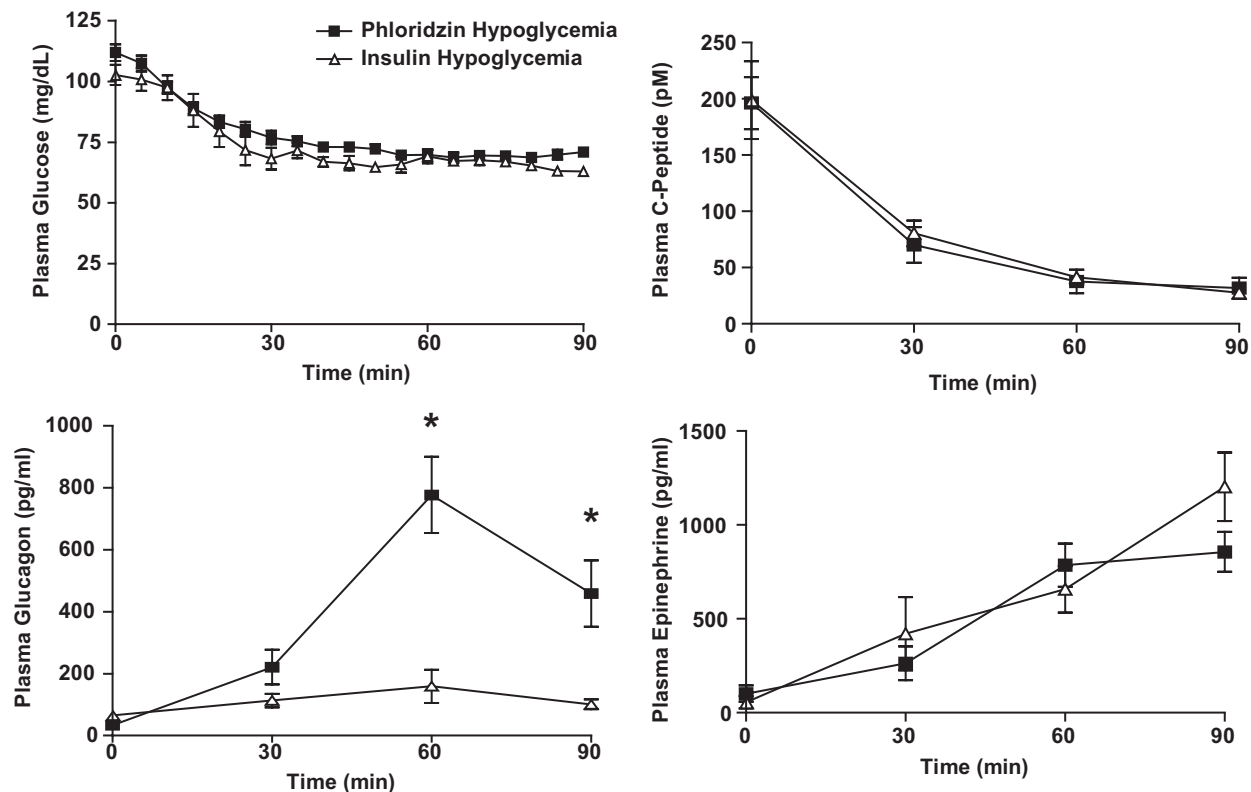 Phloridzin Hypoglycemia
Insulin Hypoglycemia
Plasma Glucose (mg/dL)
125
100
75
50
25
0
0 30 60 90
Time (min)
Plasma C-Peptide (pM)
250
200
150
100
50
0
0 30 60 90
Time (min)
Plasma Glucagon (pg/ml)
1000
800
600
400
200
0
*
*
0 30 60 90
Time (min)
Plasma Epinephrine (pg/ml)
1500
1000
500
0
0 30 60 90
Time (min)